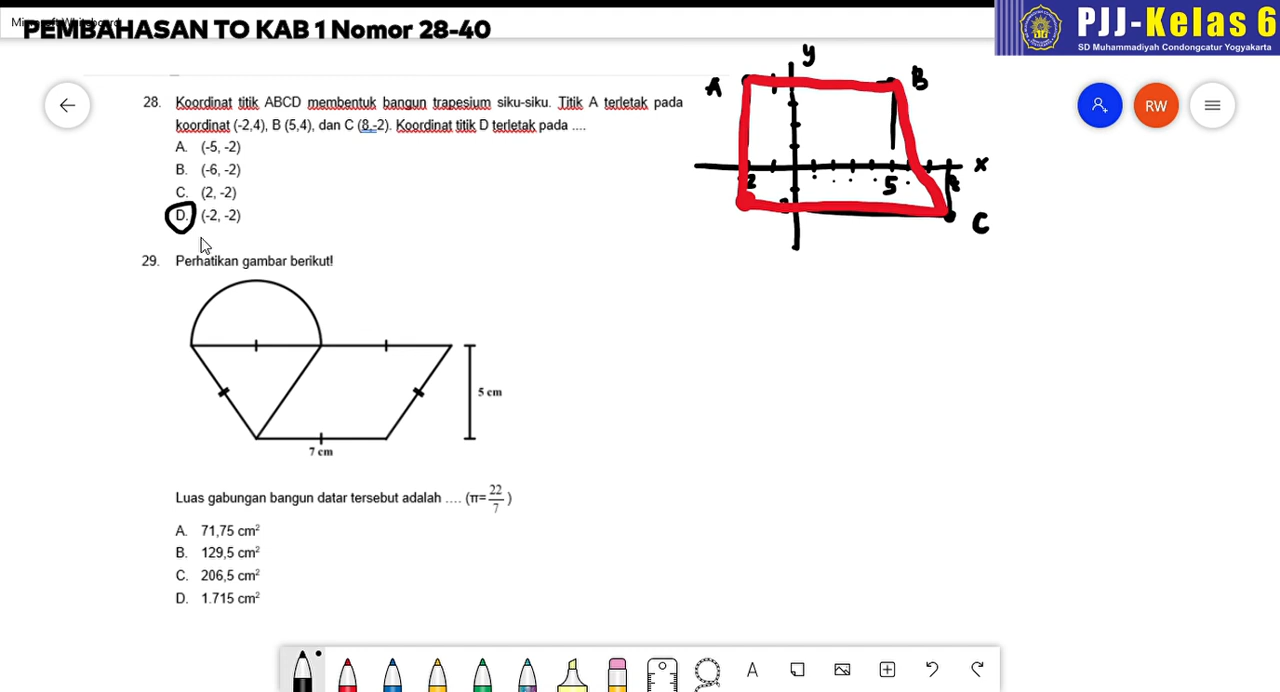 PEMBAHASAN TO KAB 1 Nomor 28-40
PJJ-Kelas 6
SD Muhammadiyah Condongcatur Yogyakarta
RW
28. Koordinat titik ABCD membentuk bangun trapesium siku-siku. Titik A terletak pada
koordinat (-2,4), B (5,4), dan C (8,-2). Koordinat titik D terletak pada ....
A. (-5, -2)
B. (-6, -2)
C. (2, -2)
D. (-2, -2)
y
A
B
x
2
5
C
29. Perhatikan gambar berikut!
5 cm
7 cm
Luas gabungan bangun datar tersebut adalah .... (π=22/7)
A. 71,75 cm²
B. 129,5 cm²
C. 206,5 cm²
D. 1.715 cm²
A